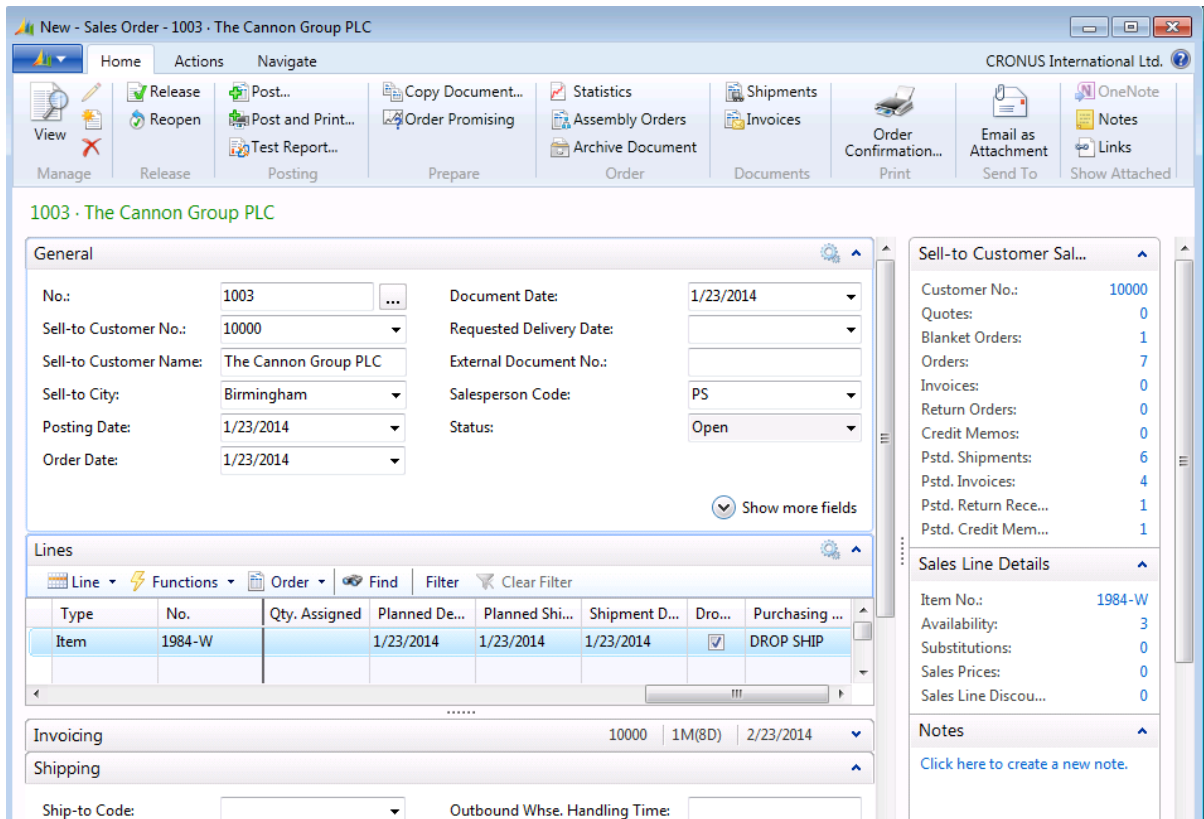 New - Sales Order - 1003 · The Cannon Group PLC
Home Actions Navigate CRONUS International Ltd.
View
Manage
Release
Reopen
Release
Post...
Post and Print...
Test Report...
Posting
Copy Document...
Order Promising
Prepare
Statistics
Assembly Orders
Archive Document
Order
Shipments
Invoices
Documents
Order Confirmation...
Print
Email as Attachment
Send To
OneNote
Notes
Links
Show Attached
1003 · The Cannon Group PLC
General
No.: 1003 ...
Sell-to Customer No.: 10000
Sell-to Customer Name: The Cannon Group PLC
Sell-to City: Birmingham
Posting Date: 1/23/2014
Order Date: 1/23/2014
Document Date: 1/23/2014
Requested Delivery Date:
External Document No.:
Salesperson Code: PS
Status: Open
Show more fields
Lines
Line Functions Order Find Filter Clear Filter
Type No. Qty. Assigned Planned De... Planned Shi... Shipment D... Dro... Purchasing ...
Item 1984-W 1/23/2014 1/23/2014 1/23/2014 DROP SHIP
Invoicing 10000 1M(8D) 2/23/2014
Shipping
Ship-to Code: Outbound Whse. Handling Time:
Sell-to Customer Sal...
Customer No.: 10000
Quotes: 0
Blanket Orders: 1
Orders: 7
Invoices: 0
Return Orders: 0
Credit Memos: 0
Pstd. Shipments: 6
Pstd. Invoices: 4
Pstd. Return Rece... 1
Pstd. Credit Mem... 1
Sales Line Details
Item No.: 1984-W
Availability: 3
Substitutions: 0
Sales Prices: 0
Sales Line Discou... 0
Notes
Click here to create a new note.